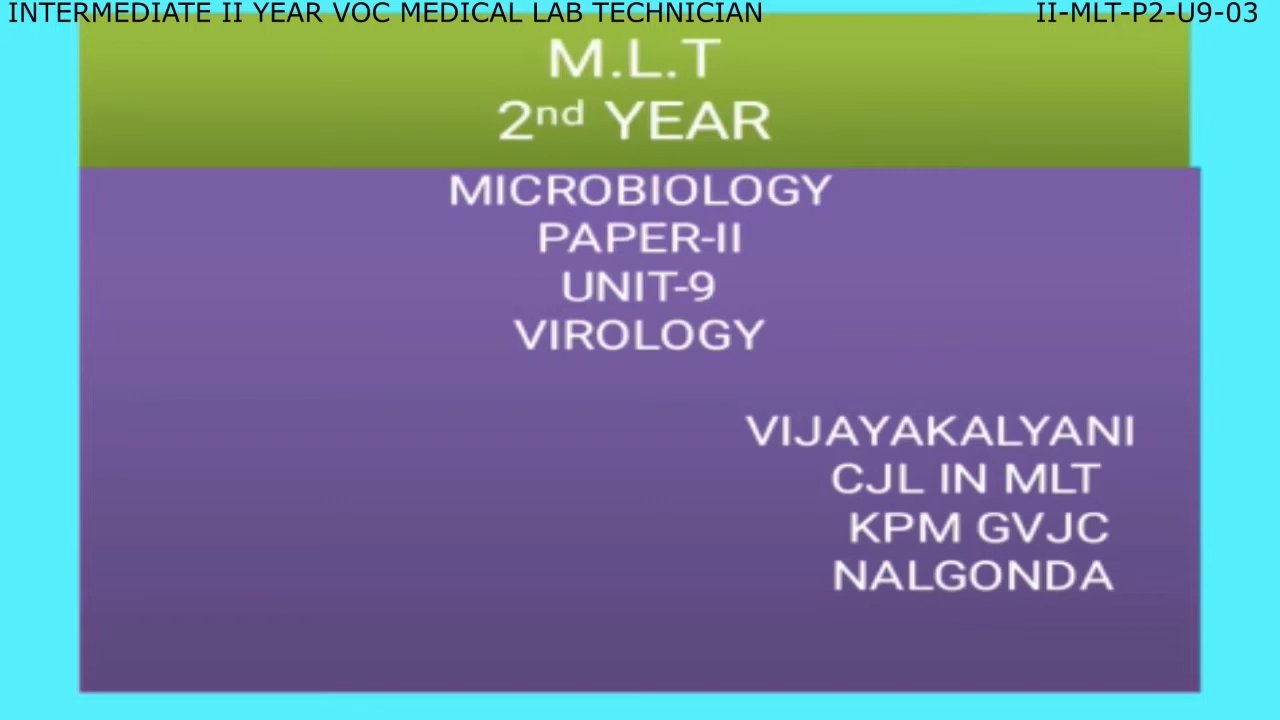 INTERMEDIATE II YEAR VOC MEDICAL LAB TECHNICIAN II-MLT-P2-U9-03
M.L.T
2nd YEAR
MICROBIOLOGY
PAPER-II
UNIT-9
VIROLOGY
VIJAYAKALYANI
CJL IN MLT
KPM GVJC
NALGONDA